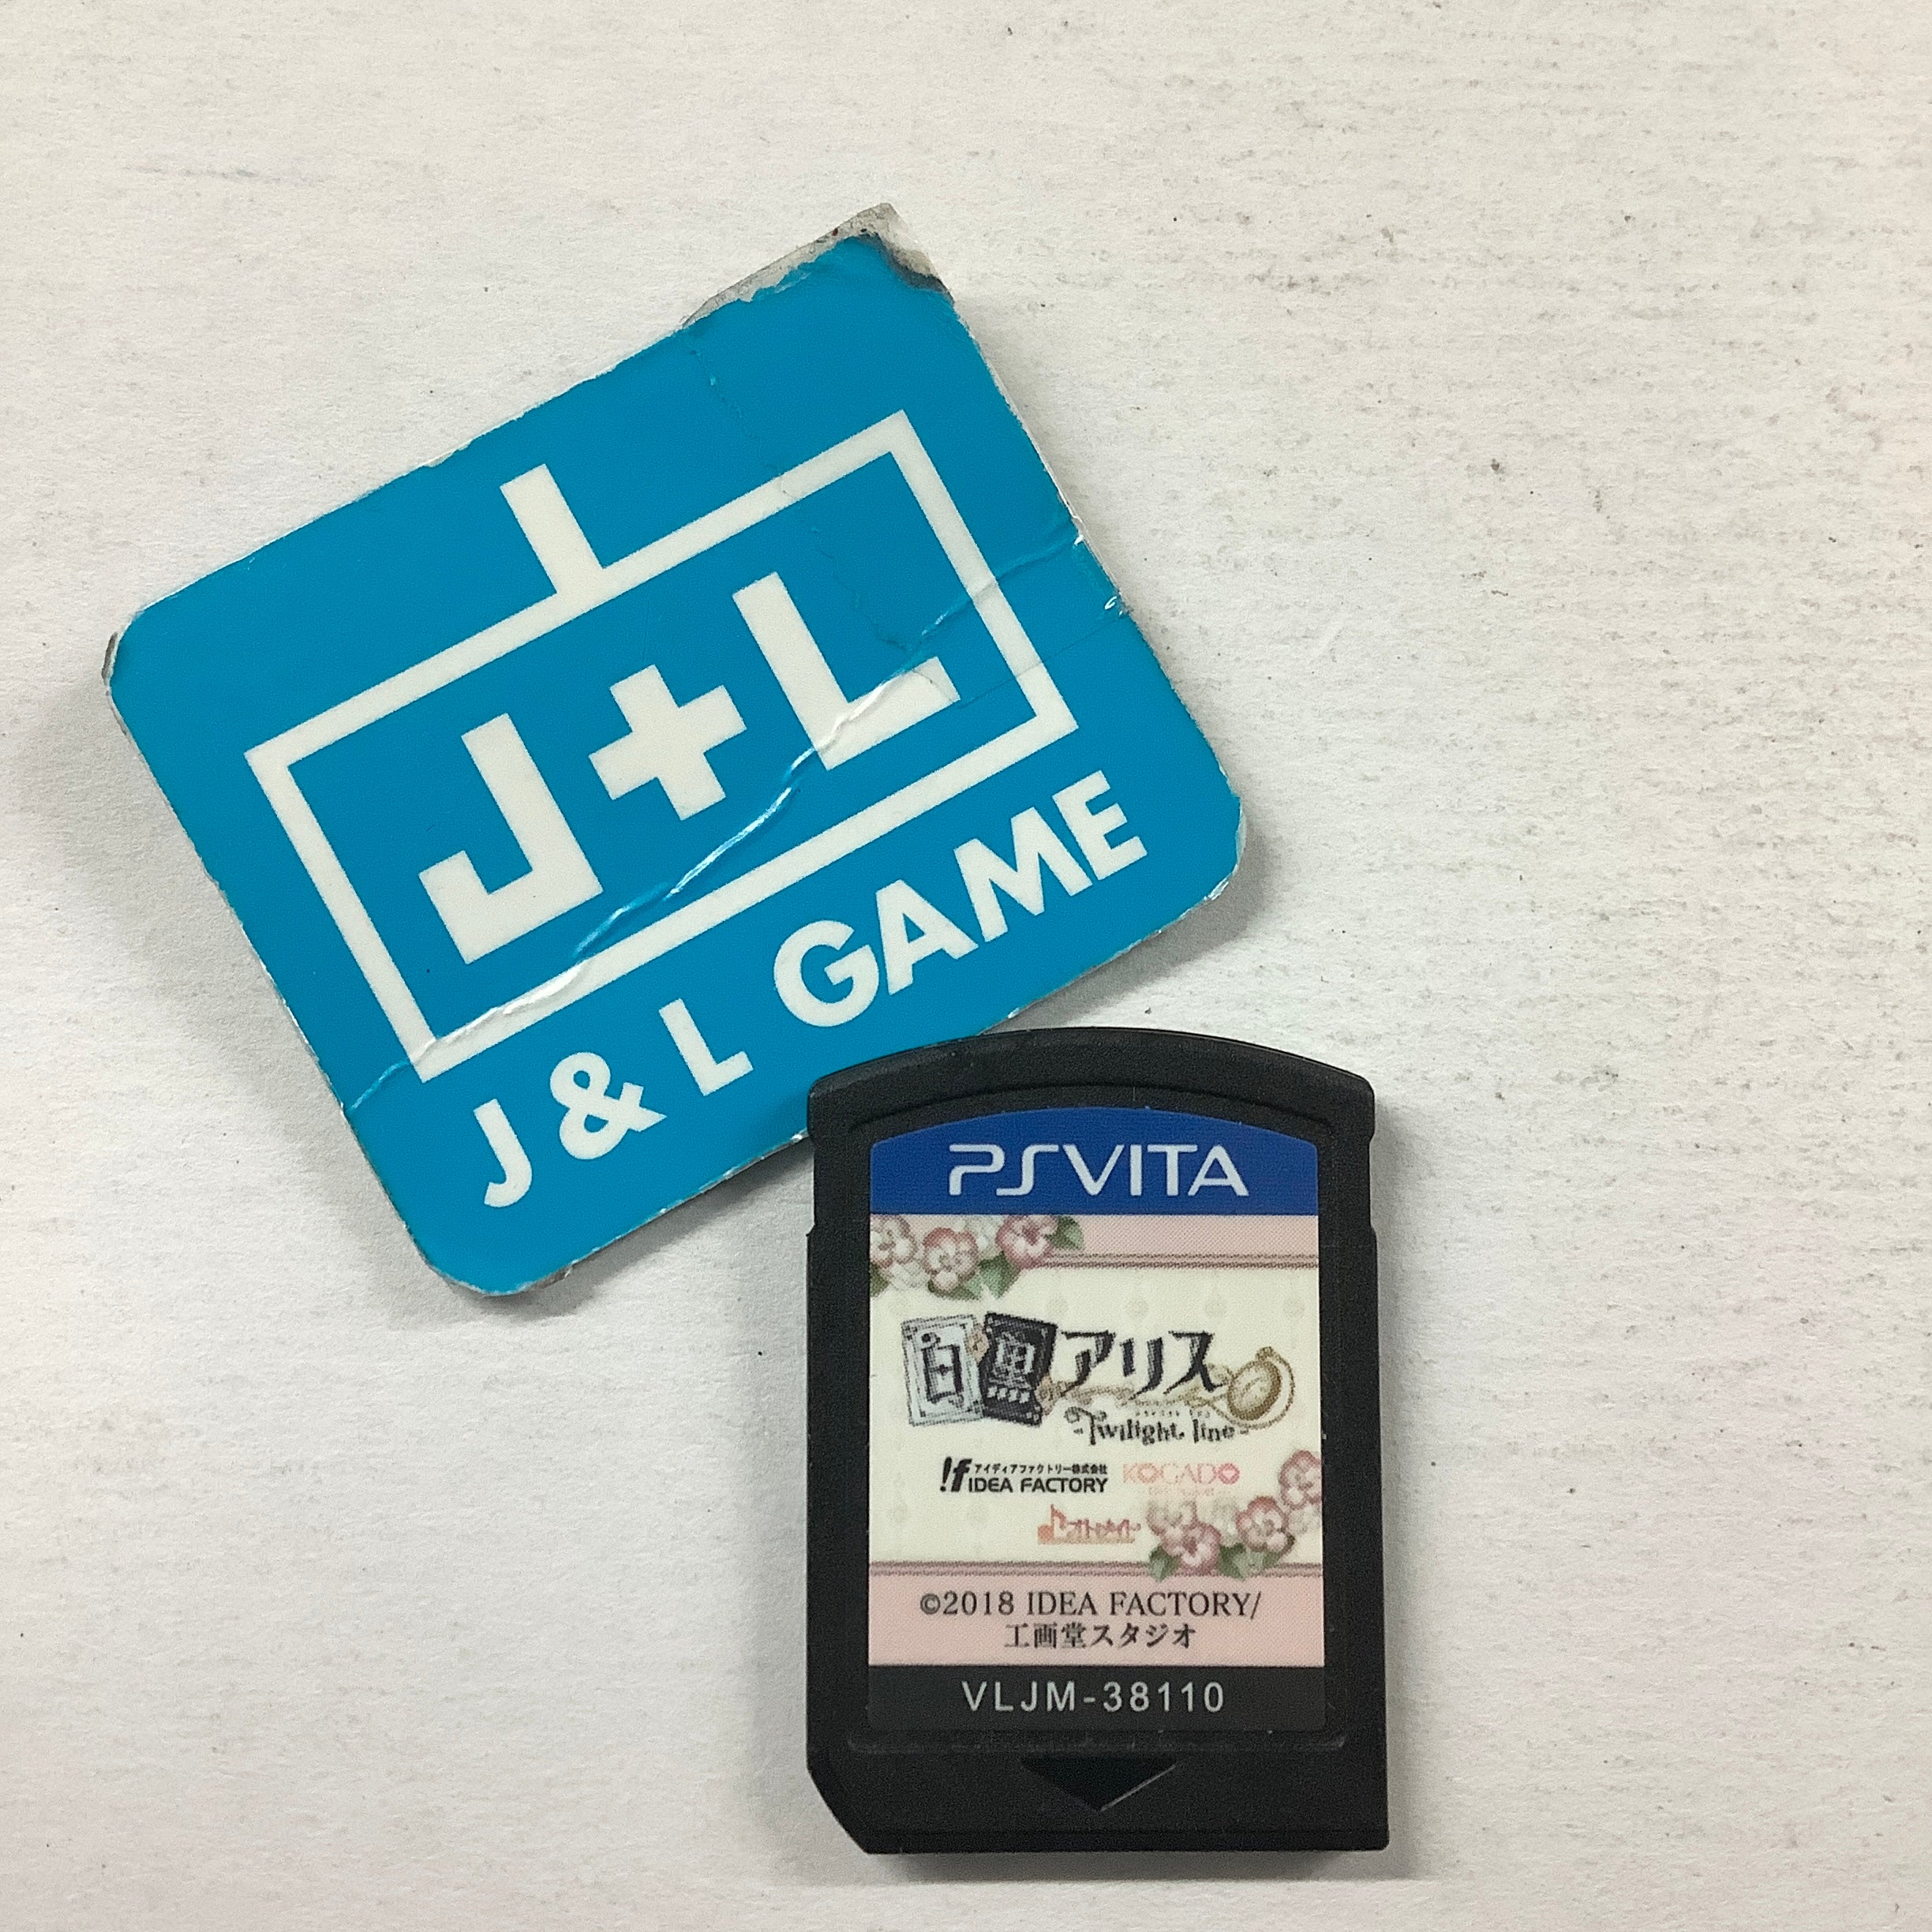 J+L
J & L GAME
PSVITA
白黒アリス
-Twilight line-
!f アイディアファクトリー株式会社
IDEA FACTORY
KOGADO
©2018 IDEA FACTORY/
工画堂スタジオ
VLJM-38110